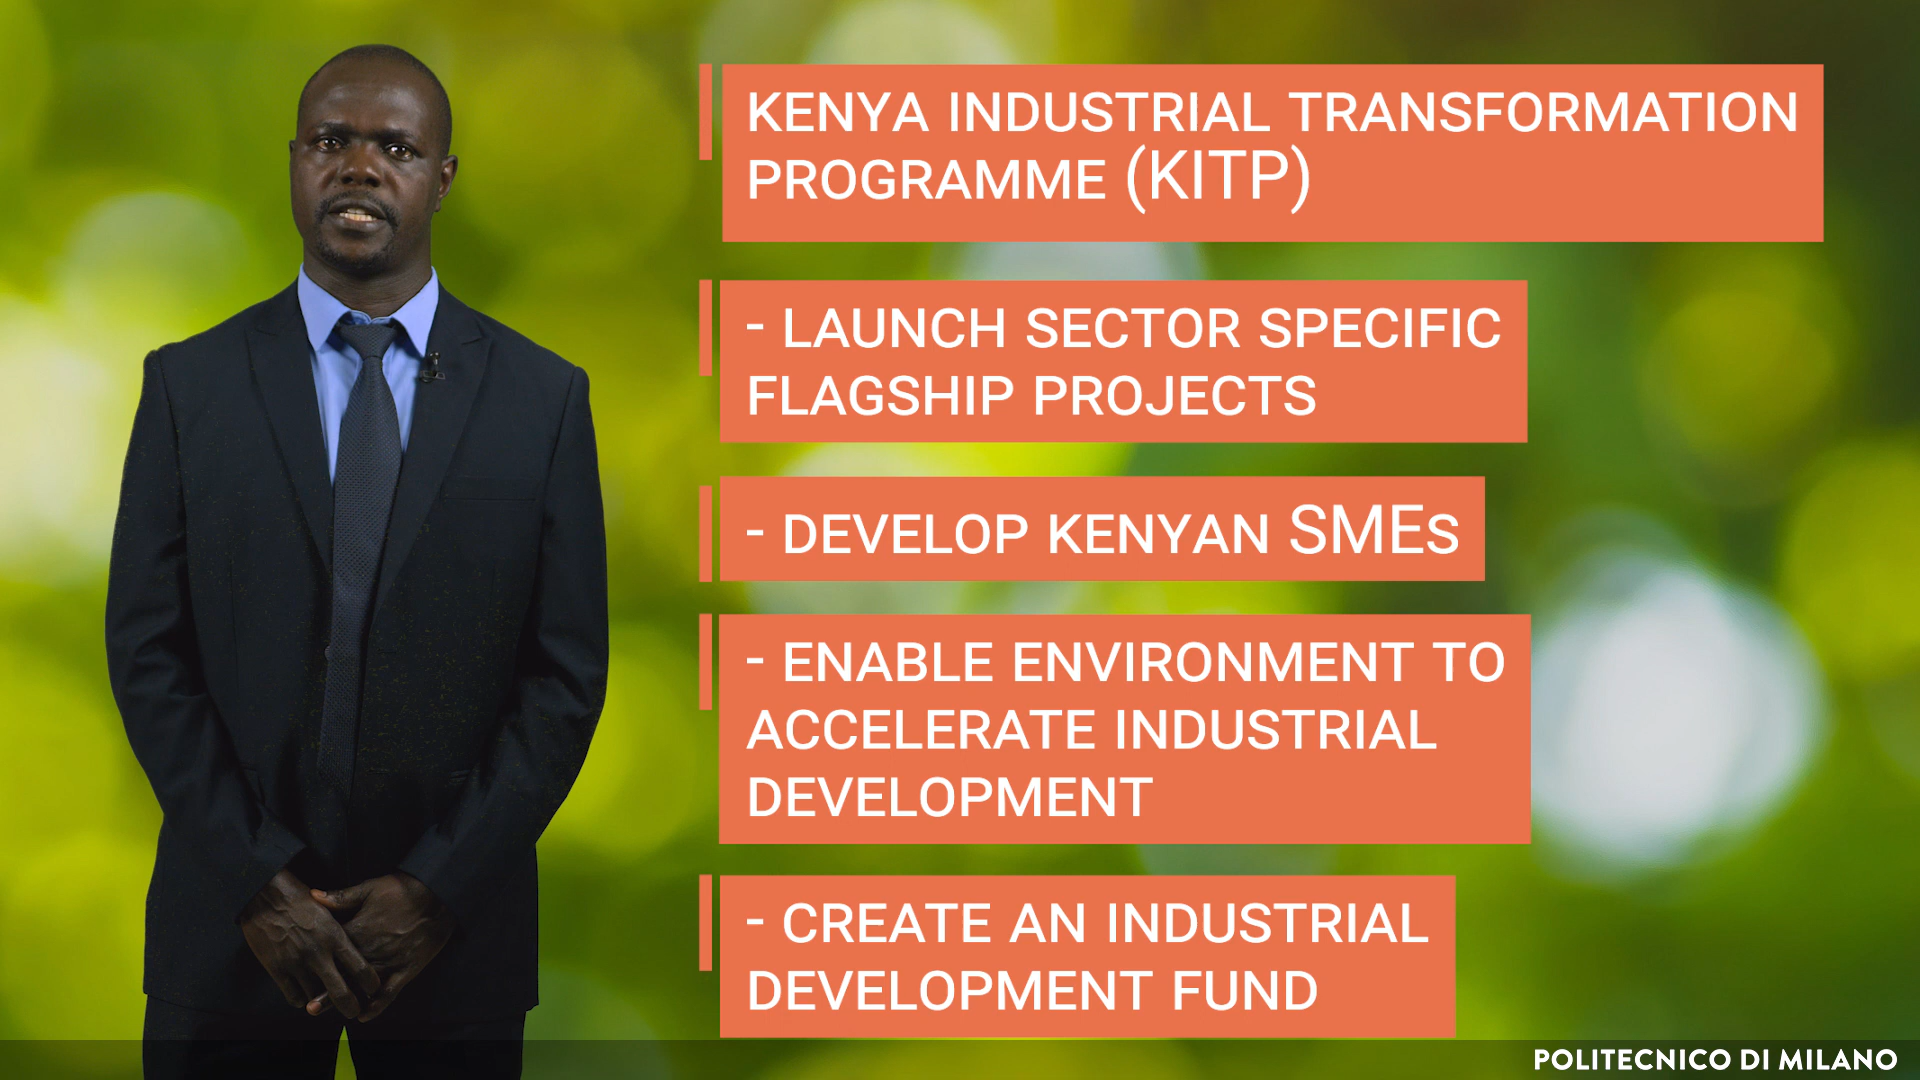 KENYA INDUSTRIAL TRANSFORMATION
PROGRAMME (KITP)
- LAUNCH SECTOR SPECIFIC
FLAGSHIP PROJECTS
- DEVELOP KENYAN SMEs
- ENABLE ENVIRONMENT TO
ACCELERATE INDUSTRIAL
DEVELOPMENT
- CREATE AN INDUSTRIAL
DEVELOPMENT FUND
POLITECNICO DI MILANO